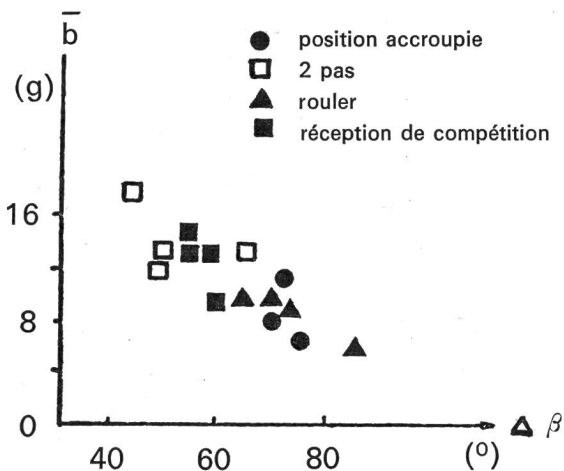 b̄
(g)
position accroupie
2 pas
rouler
réception de compétition
16
8
0
40 60 80 (º) Δ β